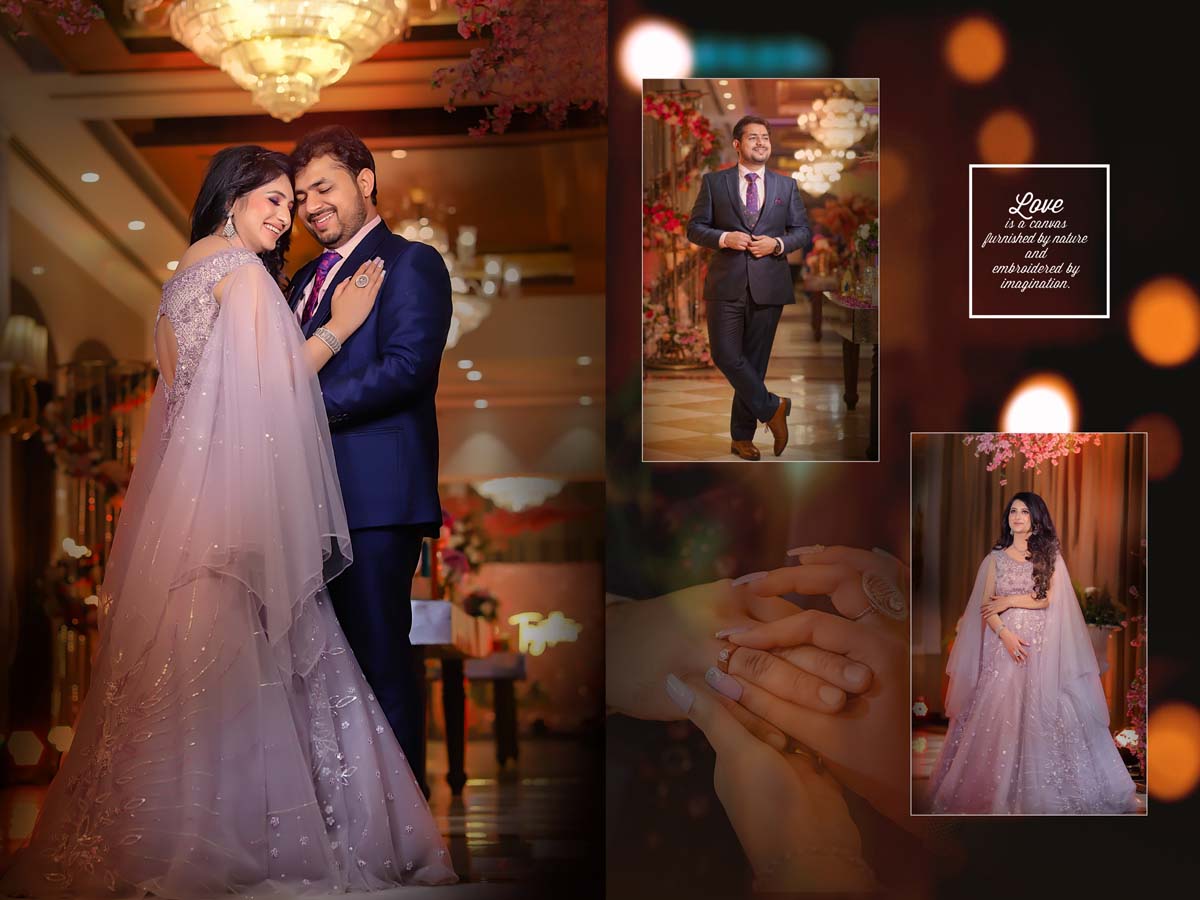 Love
is a canvas
furnished by nature
and
embroidered by
imagination.